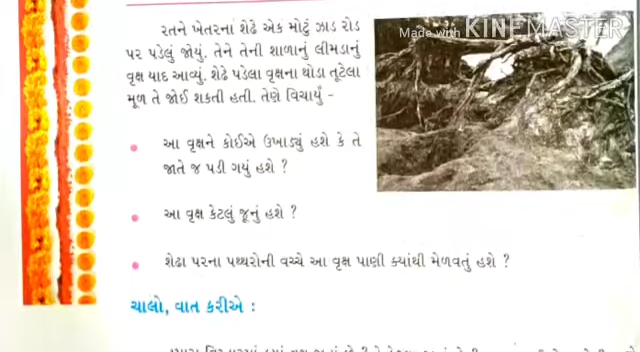 Made with KINEMASTER
રતને ખેતરના શેઢે એક મોટું ઝાડ રોડ
પર પડેલું જોયું. તેને તેની શાળાનું લીમડાનું
વૃક્ષ યાદ આવ્યું. શેઢે પડેલા વૃક્ષના થોડા તૂટેલા
મૂળ તે જોઈ શકતી હતી. તેણે વિચાર્યું –
આ વૃક્ષને કોઈએ ઉખાડ્યું હશે કે તે
જાતે જ પડી ગયું હશે ?
આ વૃક્ષ કેટલું જૂનું હશે ?
શેઢા પરના પથ્થરોની વચ્ચે આ વૃક્ષ પાણી ક્યાંથી મેળવતું હશે ?
ચાલો, વાત કરીએ :